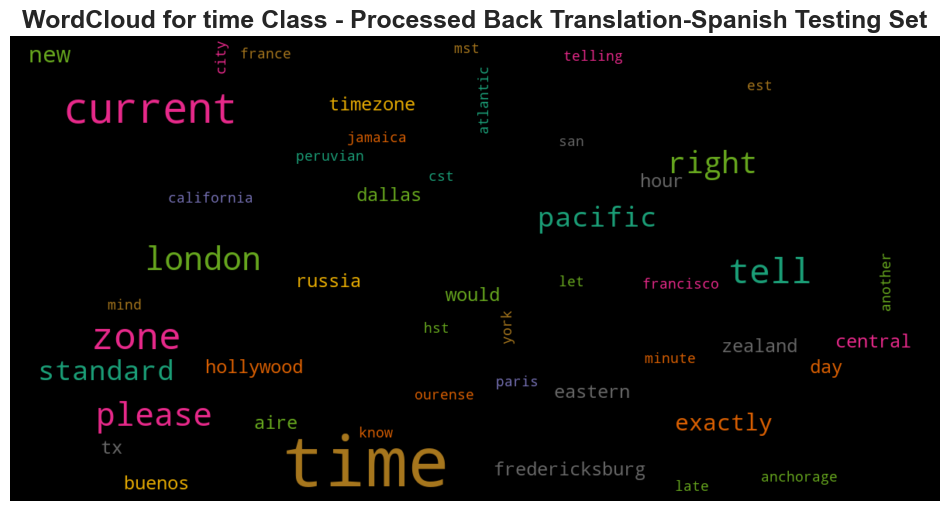 WordCloud for time Class - Processed Back Translation-Spanish Testing Set
new
city
france
mst
telling
current
timezone
atlantic
est
jamaica
peruvian
san
right
cst
hour
california
dallas
pacific
london
tell
russia
would
let
francisco
another
mind
hst
york
zone
zealand
central
standard
hollywood
minute
day
paris
ourense
eastern
please
aire
know
exactly
tx
time
fredericksburg
buenos
late
anchorage